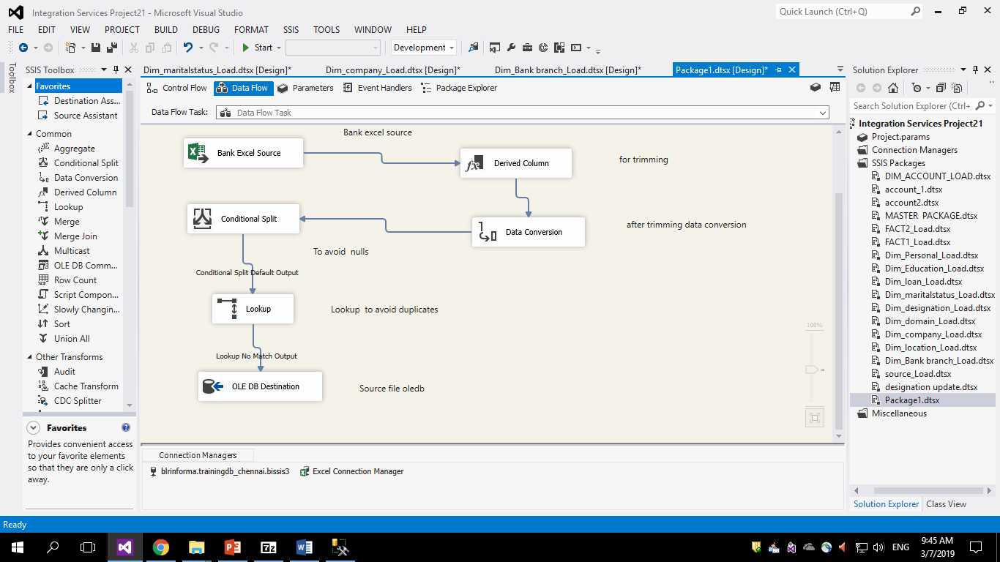 Integration Services Project21 - Microsoft Visual Studio
Quick Launch (Ctrl+Q)
FILE EDIT VIEW PROJECT BUILD DEBUG FORMAT SSIS TOOLS WINDOW HELP
Start Development
Toolbox
SSIS Toolbox
Favorites
Destination Ass...
Source Assistant
Common
Aggregate
Conditional Split
Data Conversion
Derived Column
Lookup
Merge
Merge Join
Multicast
OLE DB Comm...
Row Count
Script Compon...
Slowly Changin...
Sort
Union All
Other Transforms
Audit
Cache Transform
CDC Splitter
Favorites
Provides convenient access
to your favorite elements
so that they are only a click
away.
Dim_maritalstatus_Load.dtsx [Design]* Dim_company_Load.dtsx [Design]* Dim_Bank branch_Load.dtsx [Design]* Package1.dtsx [Design]*
Control Flow Data Flow Parameters Event Handlers Package Explorer
Data Flow Task: Data Flow Task
Bank excel source
Bank Excel Source
Derived Column
for trimming
Conditional Split
Data Conversion
after trimming data conversion
To avoid nulls
Conditional Split Default Output
Lookup
Lookup to avoid duplicates
100%
Lookup No Match Output
OLE DB Destination
Source file oledb
Connection Managers
blrinforma.trainingdb_chennai.bissis3 Excel Connection Manager
Solution Explorer
Search Solution Explorer (Ctrl+
Integration Services Project21
Project.params
Connection Managers
SSIS Packages
DIM_ACCOUNT_LOAD.dtsx
account_1.dtsx
account2.dtsx
MASTER PACKAGE.dtsx
FACT2_Load.dtsx
FACT1_Load.dtsx
Dim_Personal_Load.dtsx
Dim_Education_Load.dtsx
Dim_loan_Load.dtsx
Dim_maritalstatus_Load.dtsx
Dim_designation_Load.dtsx
Dim_domain_Load.dtsx
Dim_company_Load.dtsx
Dim_location_Load.dtsx
Dim_Bank branch_Load.dtsx
source_Load.dtsx
designation update.dtsx
Package1.dtsx
Miscellaneous
Solution Explorer Class View
Ready
ENG
9:45 AM
3/7/2019